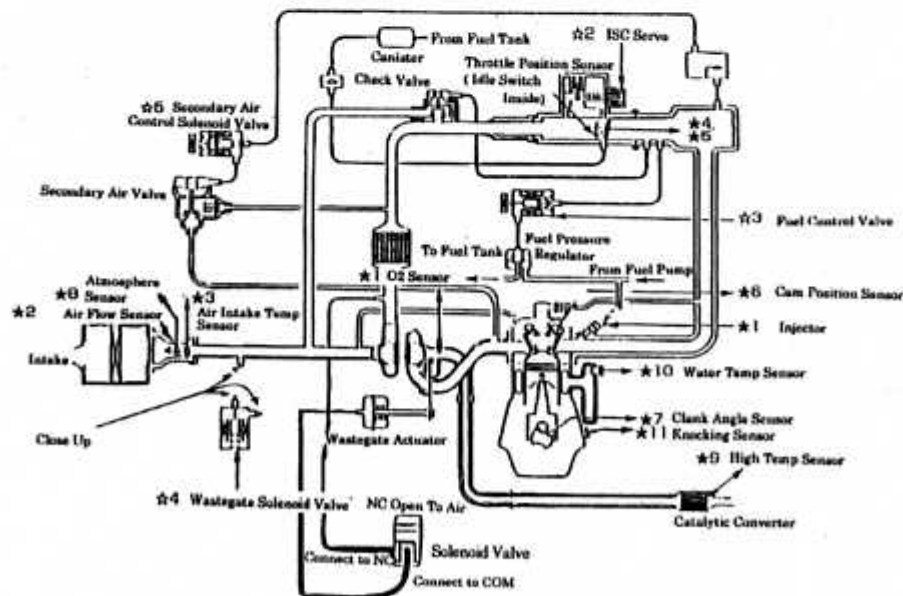 From Fuel Tank
Canister
☆2 ISC Servo
Throttle Position Sensor
( Idle Switch
Inside)
Check Valve
☆5 Secondary Air
Control Solenoid Valve
★4
★5
Secondary Air Valve
☆3 Fuel Control Valve
To Fuel Tank
Fuel Pressure
Regulator
From Fuel Pump
★1 O2 Sensor
★8 Atmosphere
Sensor
★3
Air Intake Temp
Sensor
★2 Air Flow Sensor
★6 Cam Position Sensor
☆1 Injector
Intake
★10 Water Temp Sensor
★7 Clank Angle Sensor
★11 Knocking Sensor
Close Up
Wastegate Actuator
★9 High Temp Sensor
☆4 Wastegate Solenoid Valve
NC Open To Air
Catalytic Converter
Solenoid Valve
Connect to NC
Connect to COM